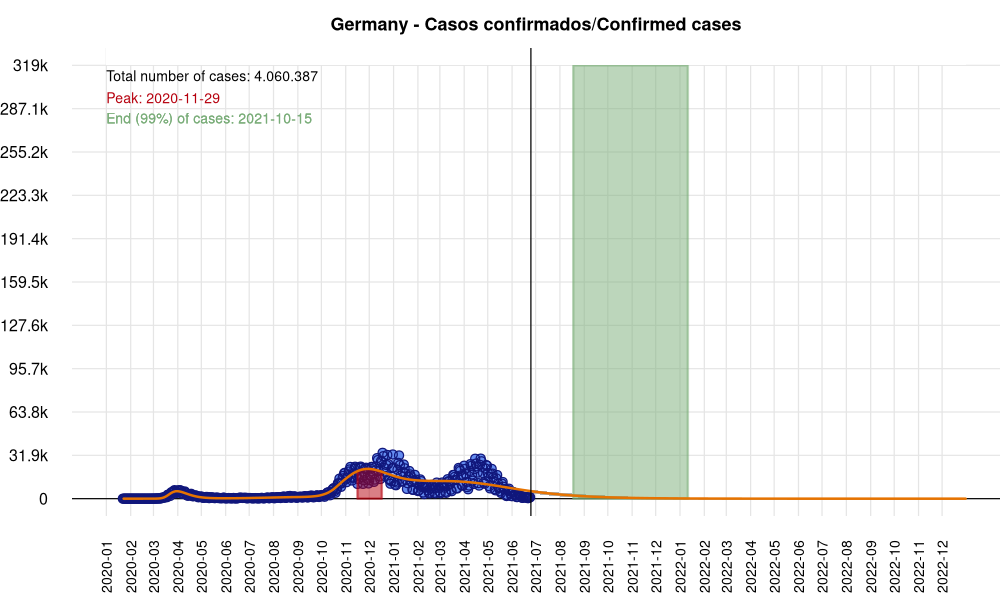 Germany - Casos confirmados/Confirmed cases
319k
Total number of cases: 4.060.387
Peak: 2020-11-29
287.1k
End (99%) of cases: 2021-10-15
255.2k
223.3k
191.4k
159.5k
127.6k
95.7k
63.8k
31.9k
0
2020-01
2020-02
2020-03
2020-04
2020-05
2020-06
2020-07
2020-08
2020-09
2020-10
2020-11
2020-12
2021-01
2021-02
2021-03
2021-04
2021-05
2021-06
2021-07
2021-08
2021-09
2021-10
2021-11
2021-12
2022-01
2022-02
2022-03
2022-04
2022-05
2022-06
2022-07
2022-08
2022-09
2022-10
2022-11
2022-12